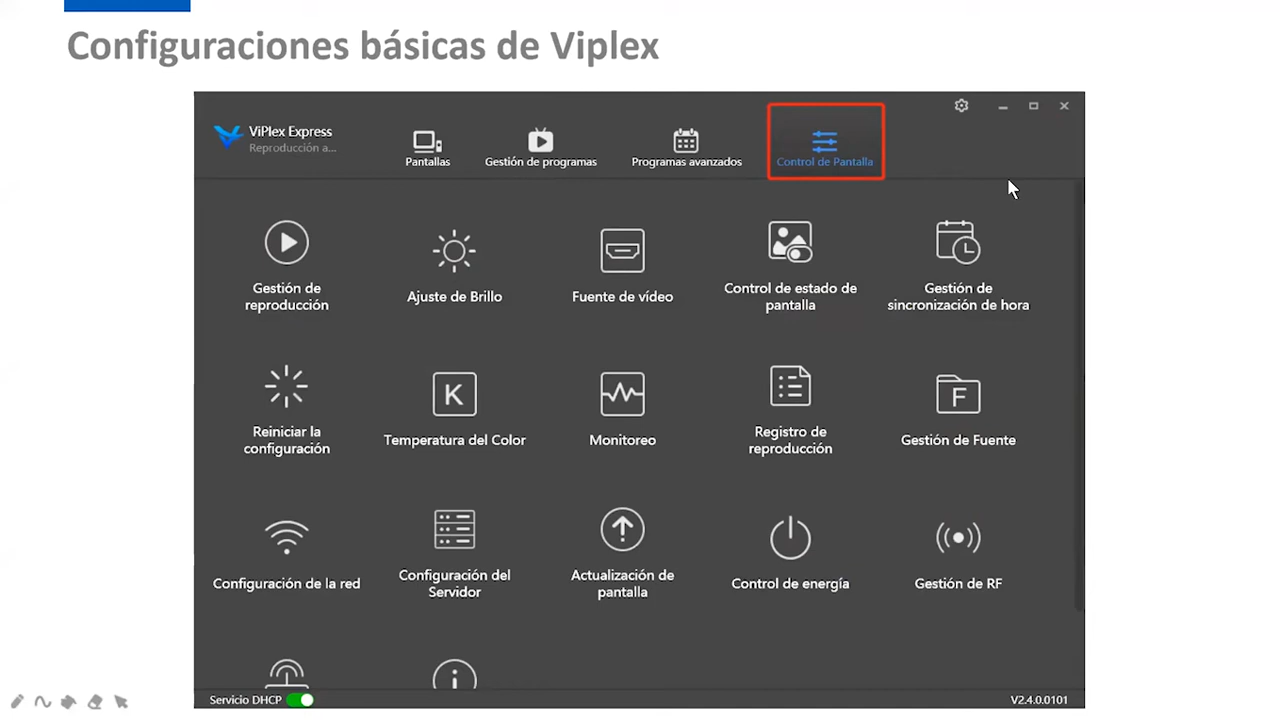 Configuraciones básicas de Viplex
ViPlex Express
Reproducción a...
Pantallas
Gestión de programas
Programas avanzados
Control de Pantalla
Gestión de
reproducción
Ajuste de Brillo
Fuente de vídeo
Control de estado de
pantalla
Gestión de
sincronización de hora
Reiniciar la
configuración
K
Temperatura del Color
Monitoreo
Registro de
reproducción
F
Gestión de Fuente
Configuración de la red
Configuración del
Servidor
Actualización de
pantalla
Control de energía
Gestión de RF
Servicio DHCP
V2.4.0.0101